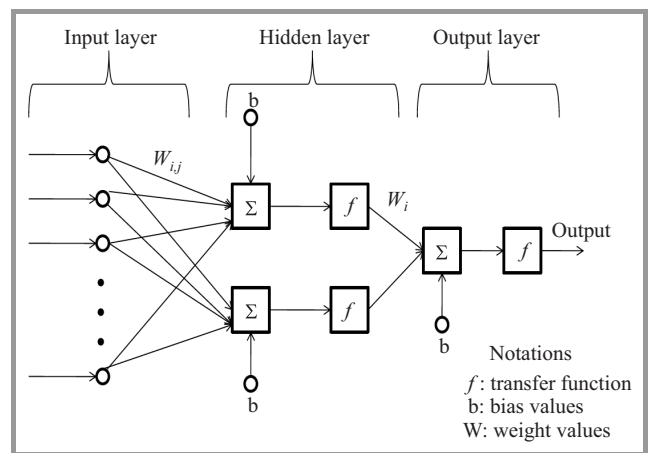 Input layer
Hidden layer
Output layer
b
W_{i,j}
Σ
f
W_i
Σ
f
Output
Σ
f
b
b
Notations
f: transfer function
b: bias values
W: weight values